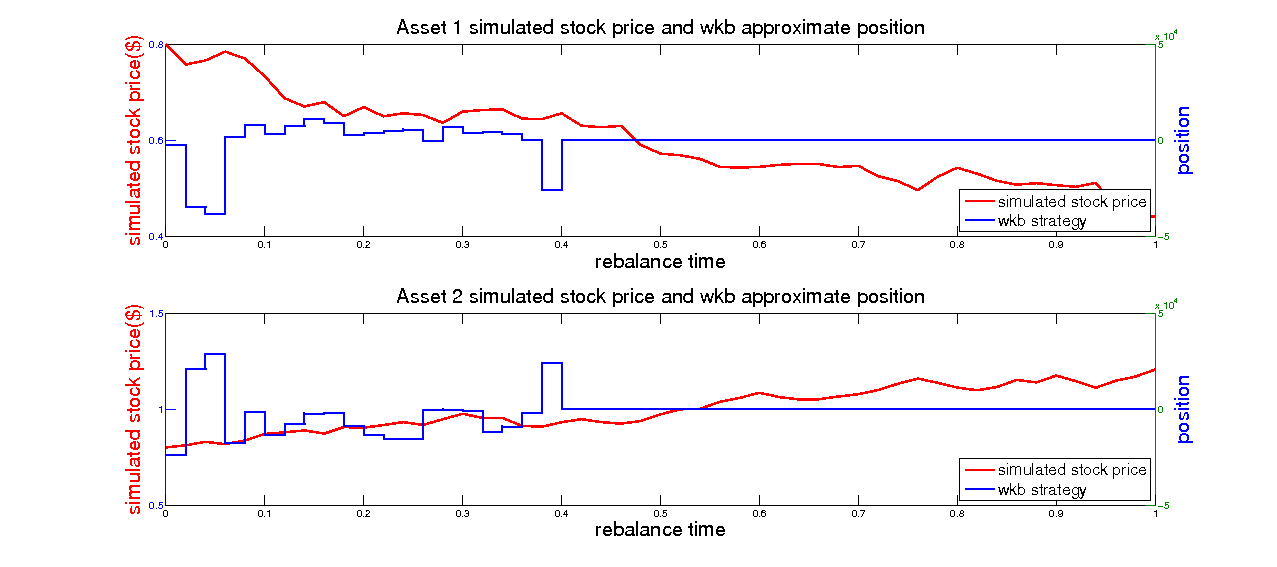 Asset 1 simulated stock price and wkb approximate position
x 10^4
simulated stock price($)
0.8
0.6
0.4
5
0
−5
position
simulated stock price
wkb strategy
0 0.1 0.2 0.3 0.4 0.5 0.6 0.7 0.8 0.9 1
rebalance time
Asset 2 simulated stock price and wkb approximate position
x 10^4
simulated stock price($)
1.5
1
0.5
5
0
−5
position
simulated stock price
wkb strategy
0 0.1 0.2 0.3 0.4 0.5 0.6 0.7 0.8 0.9 1
rebalance time